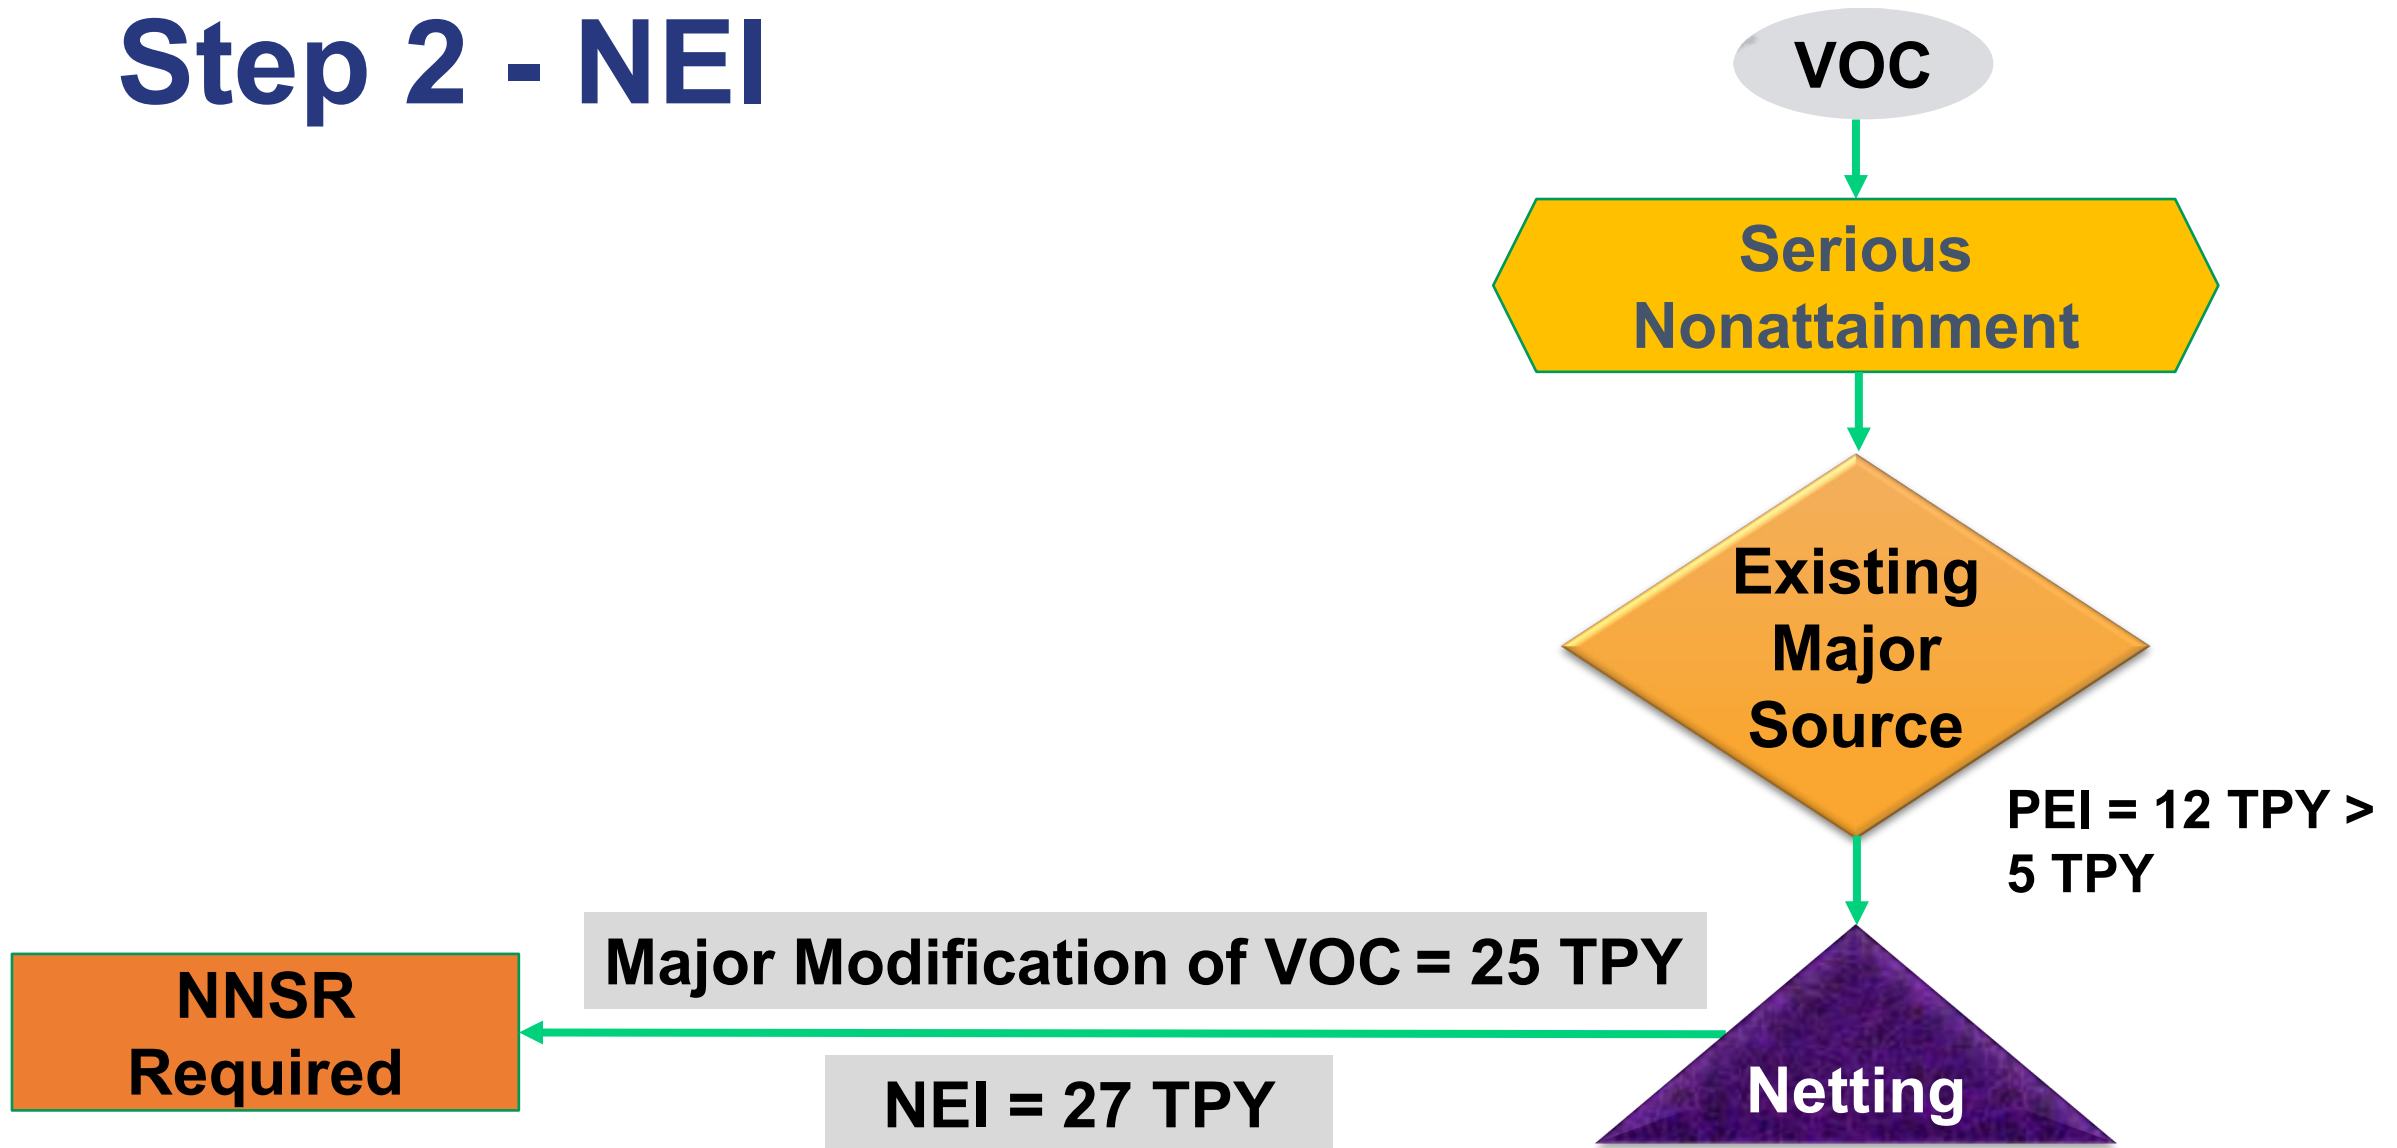 Step 2 - NEI
VOC
Serious
Nonattainment
Existing
Major
Source
PEI = 12 TPY >
5 TPY
Major Modification of VOC = 25 TPY
NNSR
Required
NEI = 27 TPY
Netting